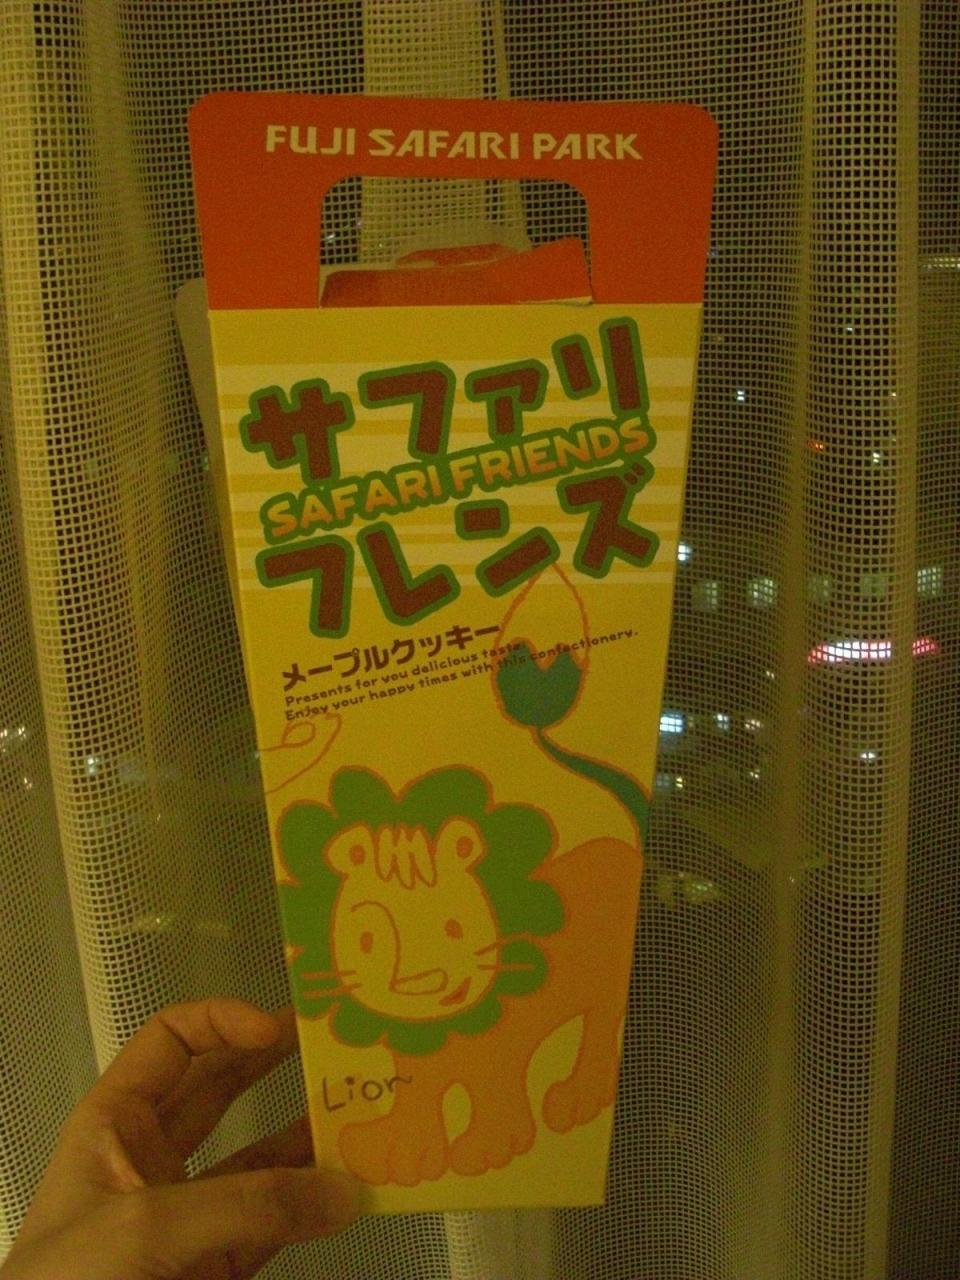 FUJI SAFARI PARK
サファリ
SAFARI FRIENDS
フレンズ
メープルクッキー
Presents for you delicious taste.
Enjoy your happy times with this confectionery.
Lion